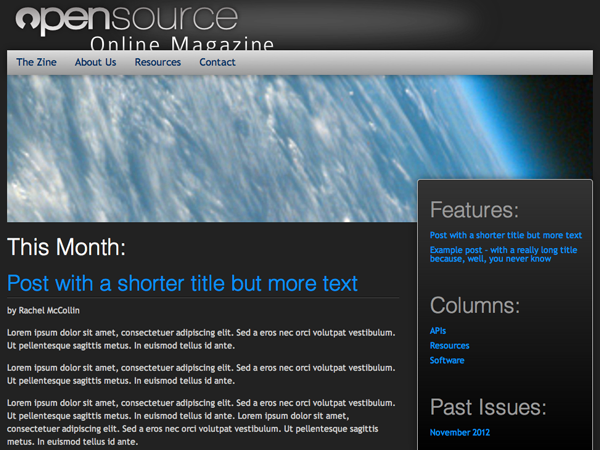 opensource
Online Magazine
The Zine About Us Resources Contact
This Month:
Post with a shorter title but more text
by Rachel McCollin
Lorem ipsum dolor sit amet, consectetuer adipiscing elit. Sed a eros nec orci volutpat vestibulum.
Ut pellentesque sagittis metus. In euismod tellus id ante.
Lorem ipsum dolor sit amet, consectetuer adipiscing elit. Sed a eros nec orci volutpat vestibulum.
Ut pellentesque sagittis metus. In euismod tellus id ante.
Lorem ipsum dolor sit amet, consectetuer adipiscing elit. Sed a eros nec orci volutpat vestibulum.
Ut pellentesque sagittis metus. In euismod tellus id ante. Lorem ipsum dolor sit amet,
consectetuer adipiscing elit. Sed a eros nec orci volutpat vestibulum. Ut pellentesque sagittis
metus. In euismod tellus id ante.
Features:
Post with a shorter title but more text
Example post - with a really long title
because, well, you never know
Columns:
APIs
Resources
Software
Past Issues:
November 2012